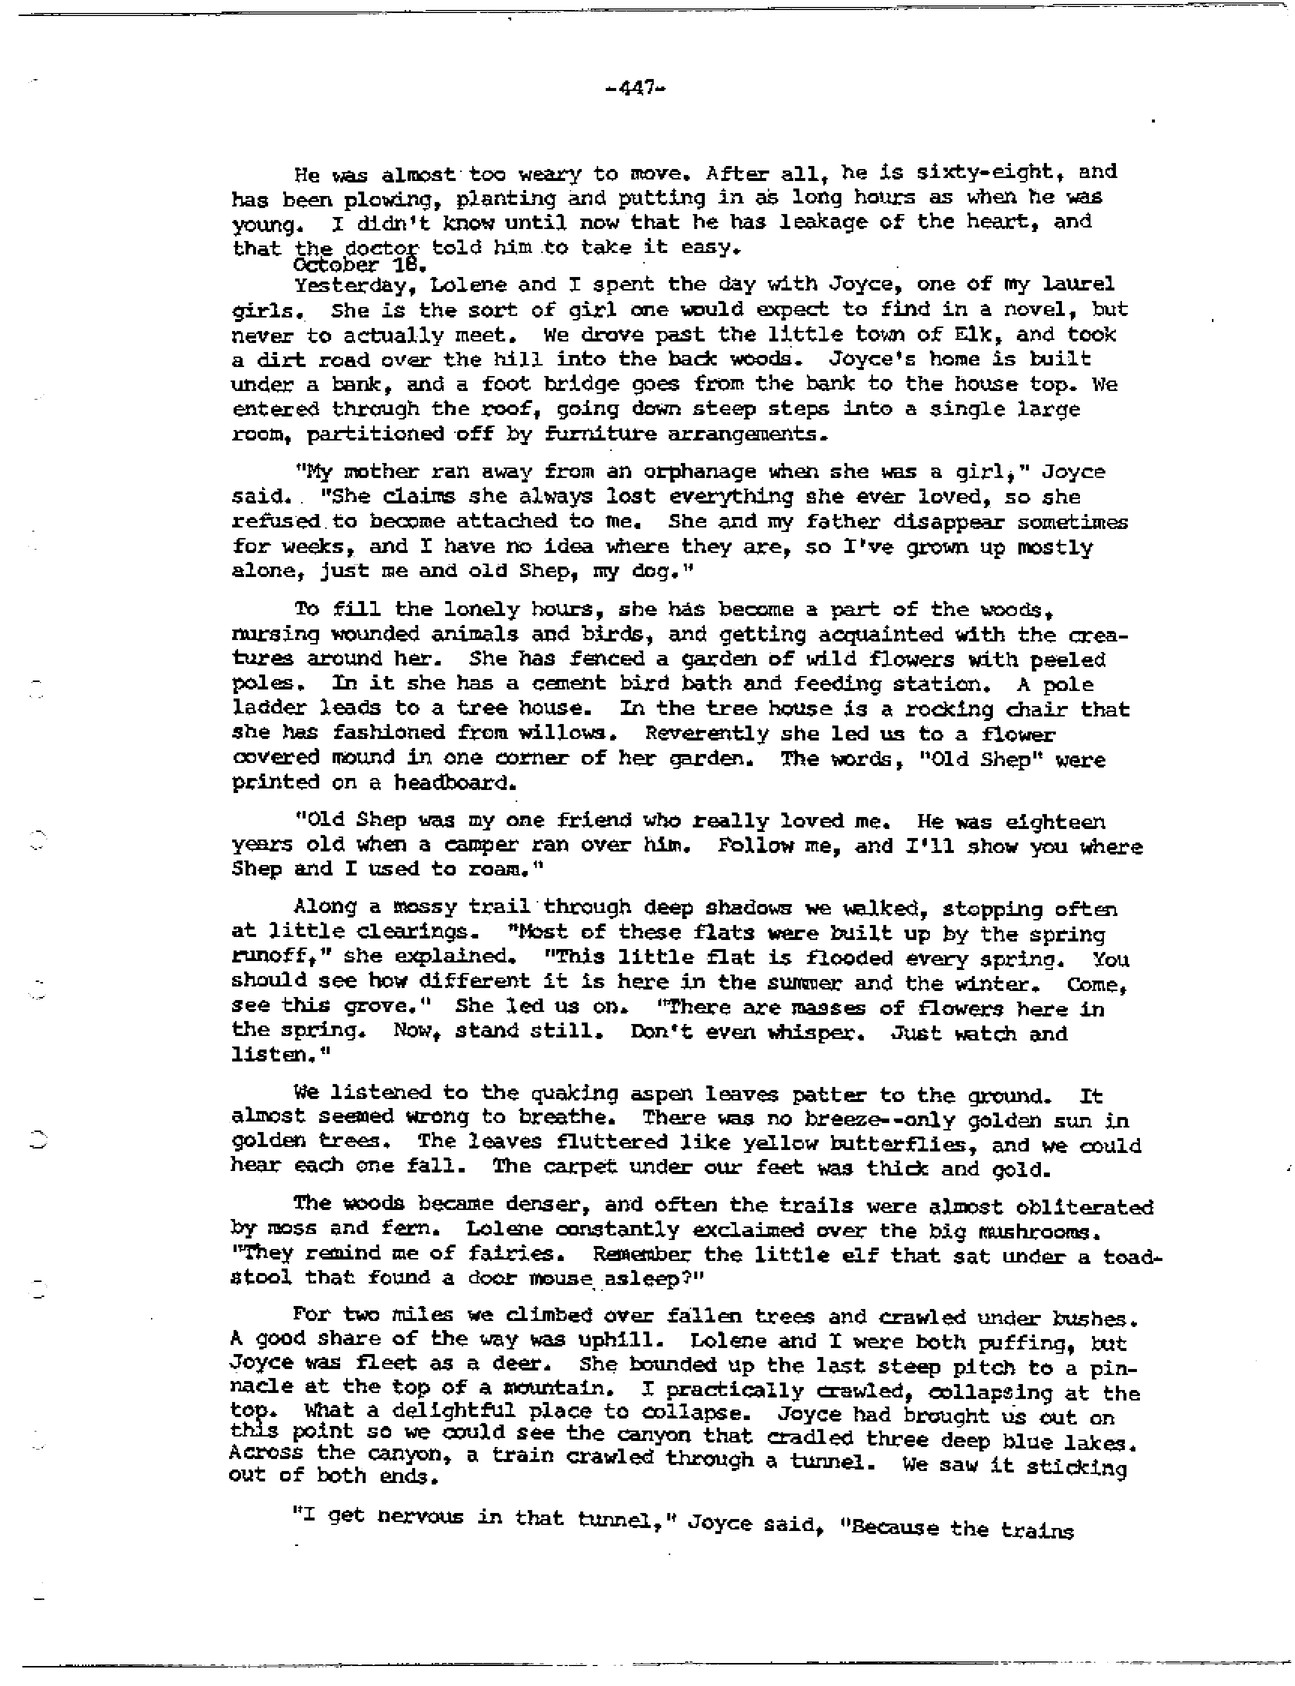 -447-
He was almost too weary to move. After all, he is sixty-eight, and
has been plowing, planting and putting in as long hours as when he was
young. I didn't know until now that he has leakage of the heart, and
that the doctor told him to take it easy.
October 18.
Yesterday, Lolene and I spent the day with Joyce, one of my laurel
girls. She is the sort of girl one would expect to find in a novel, but
never to actually meet. We drove past the little town of Elk, and took
a dirt road over the hill into the back woods. Joyce's home is built
under a bank, and a foot bridge goes from the bank to the house top. We
entered through the roof, going down steep steps into a single large
room, partitioned off by furniture arrangements.
"My mother ran away from an orphanage when she was a girl," Joyce
said. "She claims she always lost everything she ever loved, so she
refused to become attached to me. She and my father disappear sometimes
for weeks, and I have no idea where they are, so I've grown up mostly
alone, just me and old Shep, my dog."
To fill the lonely hours, she has become a part of the woods,
nursing wounded animals and birds, and getting acquainted with the crea-
tures around her. She has fenced a garden of wild flowers with peeled
poles. In it she has a cement bird bath and feeding station. A pole
ladder leads to a tree house. In the tree house is a rocking chair that
she has fashioned from willows. Reverently she led us to a flower
covered mound in one corner of her garden. The words, "Old Shep" were
printed on a headboard.
"Old Shep was my one friend who really loved me. He was eighteen
years old when a camper ran over him. Follow me, and I'll show you where
Shep and I used to roam."
Along a mossy trail through deep shadows we walked, stopping often
at little clearings. "Most of these flats were built up by the spring
runoff," she explained. "This little flat is flooded every spring. You
should see how different it is here in the summer and the winter. Come,
see this grove." She led us on. "There are masses of flowers here in
the spring. Now, stand still. Don't even whisper. Just watch and
listen."
We listened to the quaking aspen leaves patter to the ground. It
almost seemed wrong to breathe. There was no breeze--only golden sun in
golden trees. The leaves fluttered like yellow butterflies, and we could
hear each one fall. The carpet under our feet was thick and gold.
The woods became denser, and often the trails were almost obliterated
by moss and fern. Lolene constantly exclaimed over the big mushrooms.
"They remind me of fairies. Remember the little elf that sat under a toad-
stool that found a door mouse asleep?"
For two miles we climbed over fallen trees and crawled under bushes.
A good share of the way was uphill. Lolene and I were both puffing, but
Joyce was fleet as a deer. She bounded up the last steep pitch to a pin-
nacle at the top of a mountain. I practically crawled, collapsing at the
top. What a delightful place to collapse. Joyce had brought us out on
this point so we could see the canyon that cradled three deep blue lakes.
Across the canyon, a train crawled through a tunnel. We saw it sticking
out of both ends.
"I get nervous in that tunnel," Joyce said, "Because the trains